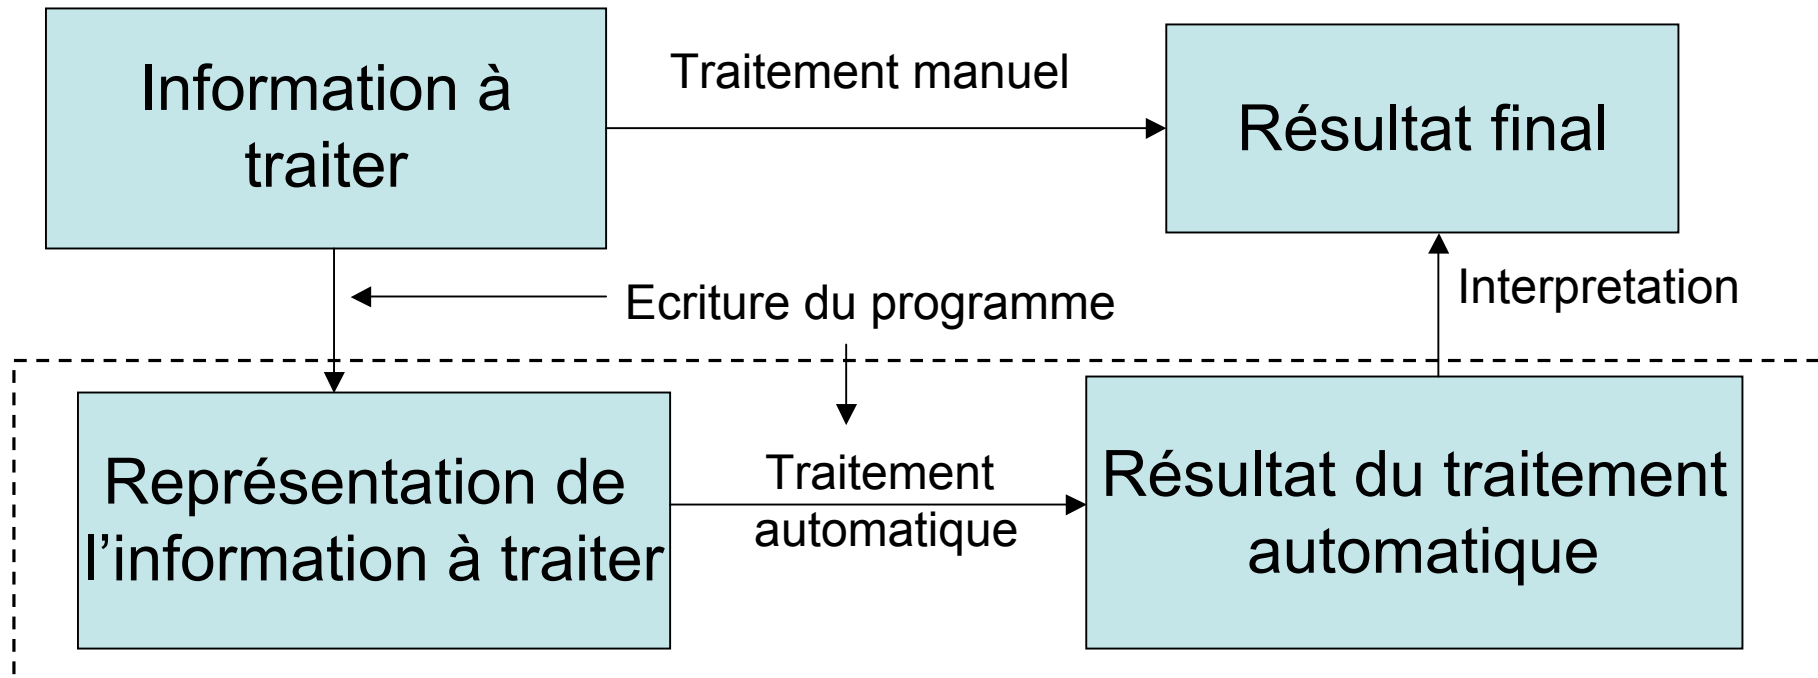 Information à
traiter
Traitement manuel
Résultat final
Ecriture du programme
Interpretation
Représentation de
l’information à traiter
Traitement
automatique
Résultat du traitement
automatique